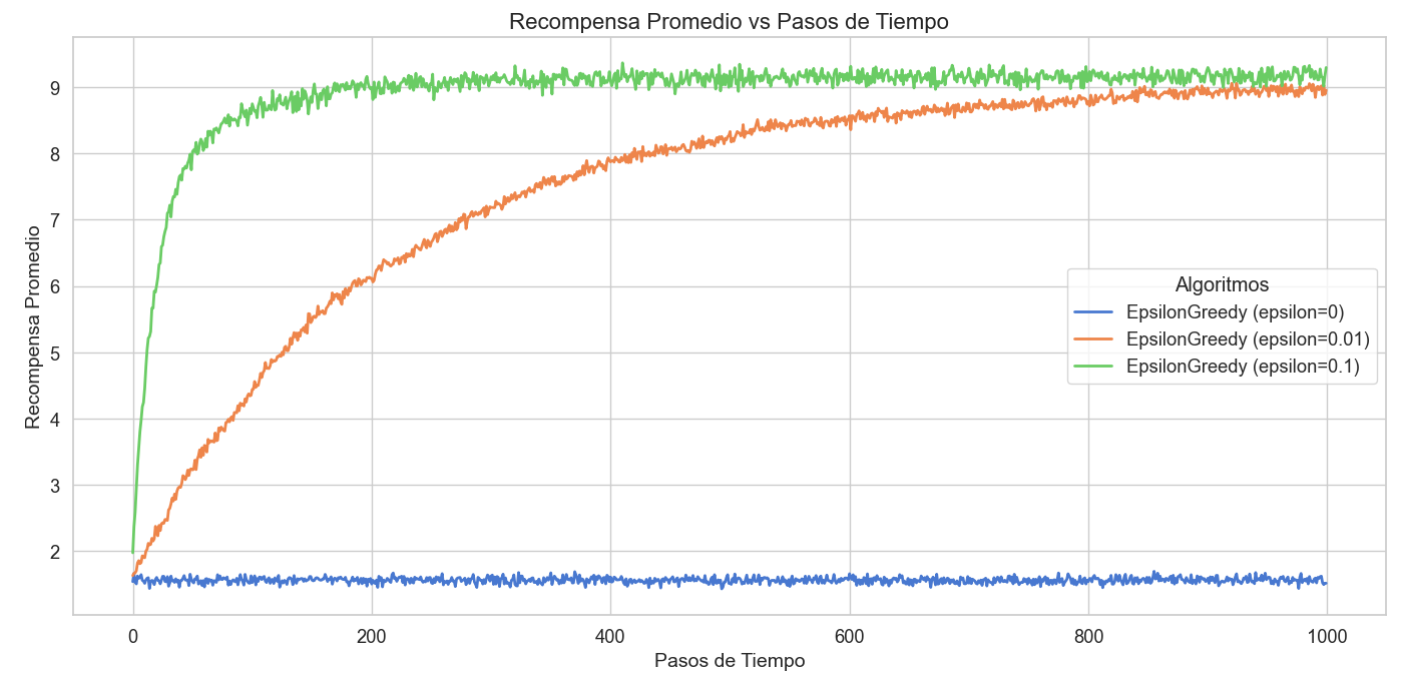 Recompensa Promedio vs Pasos de Tiempo
Recompensa Promedio
9
8
7
6
5
4
3
2
Algoritmos
EpsilonGreedy (epsilon=0)
EpsilonGreedy (epsilon=0.01)
EpsilonGreedy (epsilon=0.1)
0 200 400 600 800 1000
Pasos de Tiempo